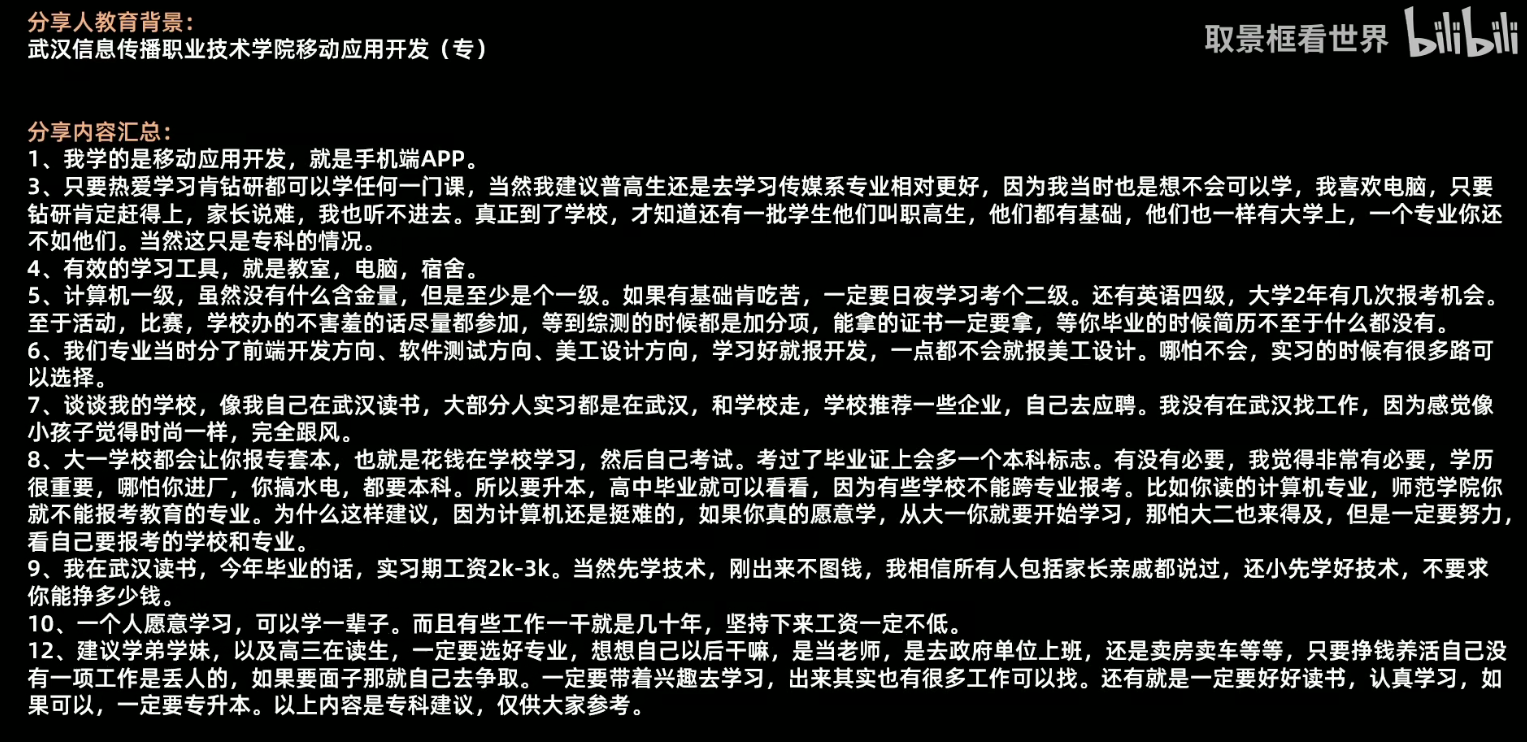 分享人教育背景：
取景框看世界 bilibili
武汉信息传播职业技术学院移动应用开发（专）
分享内容汇总：
1、我学的是移动应用开发，就是手机端APP。
3、只要热爱学习肯钻研都可以学任何一门课，当然我建议普高生还是去学习传媒系专业相对更好，因为我当时也是想不会可以学，我喜欢电脑，只要
钻研肯定赶得上，家长说难，我也听不进去。真正到了学校，才知道还有一批学生他们叫职高生，他们都有基础，他们也一样有大学上，一个专业你还
不如他们。当然这只是专科的情况。
4、有效的学习工具，就是教室，电脑，宿舍。
5、计算机一级，虽然没有什么含金量，但是至少是个一级。如果有基础肯吃苦，一定要日夜学习考个二级。还有英语四级，大学2年有几次报考机会。
至于活动，比赛，学校办的不害羞的话尽量都参加，等到综测的时候都是加分项，能拿的证书一定要拿，等你毕业的时候简历不至于什么都没有。
6、我们专业当时分了前端开发方向、软件测试方向、美工设计方向，学习好就报开发，一点都不会就报美工设计。哪怕不会，实习的时候有很多路可
以选择。
7、谈谈我的学校，像我自己在武汉读书，大部分人实习都是在武汉，和学校走，学校推荐一些企业，自己去应聘。我没有在武汉找工作，因为感觉像
小孩子觉得时尚一样，完全跟风。
8、大一学校都会让你报专套本，也就是花钱在学校学习，然后自己考试。考过了毕业证上会多一个本科标志。有没有必要，我觉得非常有必要，学历
很重要，哪怕你进厂，你搞水电，都要本科。所以要升本，高中毕业就可以看看，因为有些学校不能跨专业报考。比如你读的计算机专业，师范学院你
就不能报考教育的专业。为什么这样建议，因为计算机还是挺难的，如果你真的愿意学，从大一你就要开始学习，那怕大二也来得及，但是一定要努力，
看自己要报考的学校和专业。
9、我在武汉读书，今年毕业的话，实习期工资2k-3k。当然先学技术，刚出来不图钱，我相信所有人包括家长亲戚都说过，还小先学好技术，不要求
你能挣多少钱。
10、一个人愿意学习，可以学一辈子。而且有些工作一干就是几十年，坚持下来工资一定不低。
12、建议学弟学妹，以及高三在读生，一定要选好专业，想想自己以后干嘛，是当老师，是去政府单位上班，还是卖房卖车等等，只要挣钱养活自己没
有一项工作是丢人的，如果要面子那就自己去争取。一定要带着兴趣去学习，出来其实也有很多工作可以找。还有就是一定要好好读书，认真学习，如
果可以，一定要专升本。以上内容是专科建议，仅供大家参考。